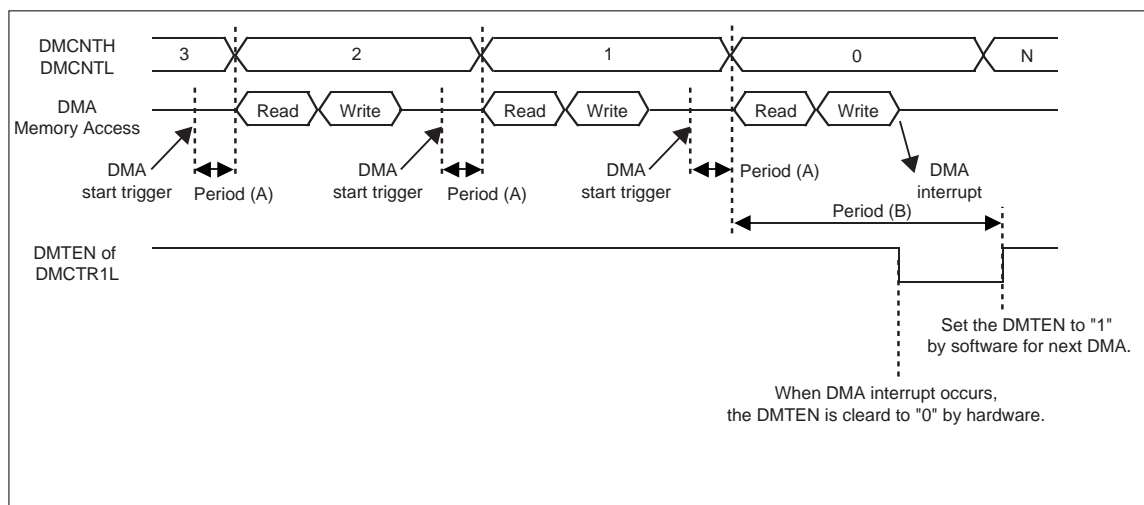 DMCNTH
DMCNTL
3 2 1 0 N
DMA
Memory Access
Read Write Read Write Read Write
DMA
start trigger
Period (A)
DMA
start trigger
Period (A)
DMA
start trigger
Period (A)
DMA
interrupt
Period (B)
DMTEN of
DMCTR1L
Set the DMTEN to "1"
by software for next DMA.
When DMA interrupt occurs,
the DMTEN is cleard to "0" by hardware.